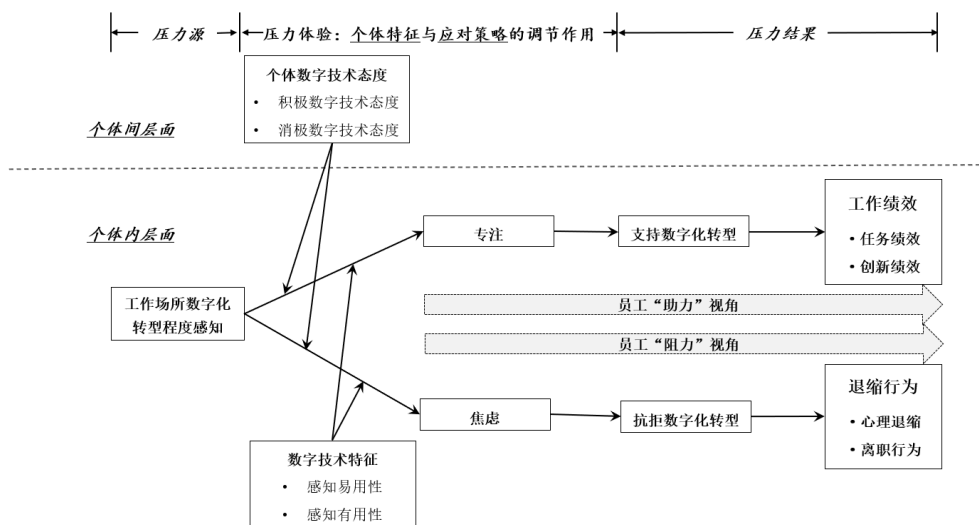 压力源
压力体验：个体特征与应对策略的调节作用
压力结果
个体数字技术态度
• 积极数字技术态度
• 消极数字技术态度
个体间层面
个体内层面
工作场所数字化
转型程度感知
专注
支持数字化转型
工作绩效
• 任务绩效
• 创新绩效
员工“助力”视角
员工“阻力”视角
焦虑
抗拒数字化转型
退缩行为
• 心理退缩
• 离职行为
数字技术特征
• 感知易用性
• 感知有用性